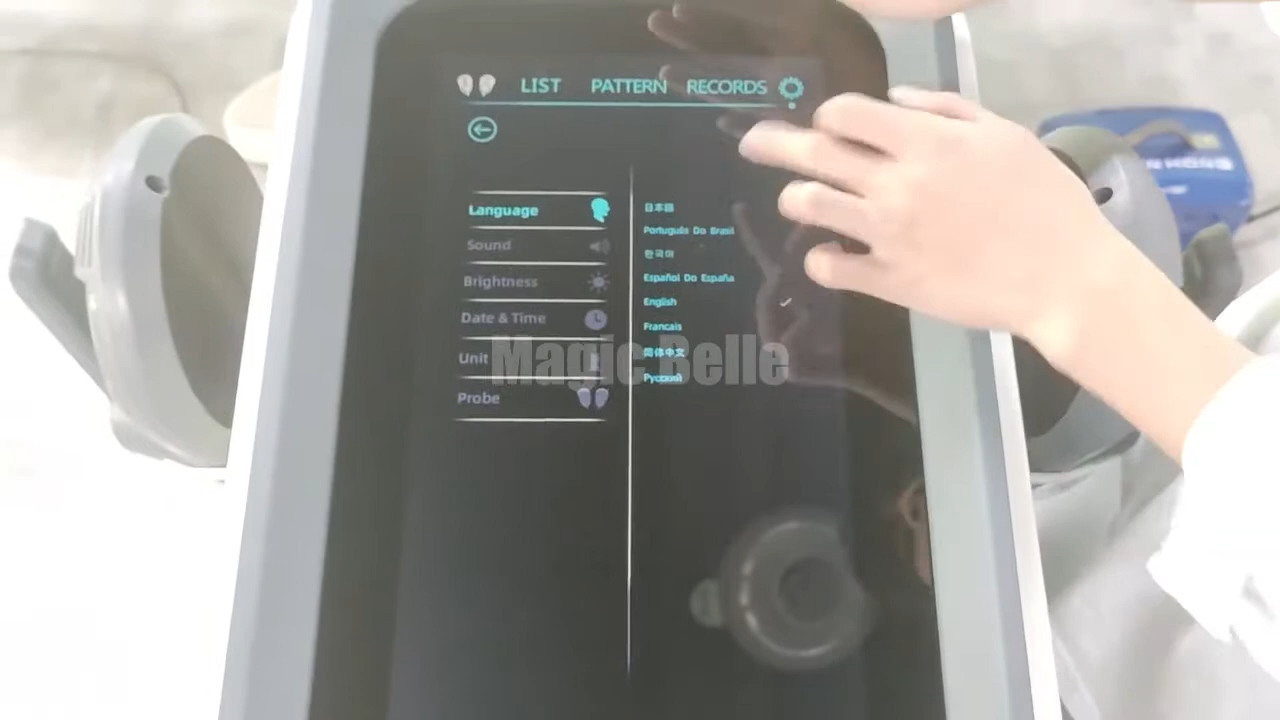 LIST PATTERN RECORDS
Language
Sound
Brightness
Date & Time
Unit
Probe
日本語
Português Do Brasil
한국어
Español Do España
English
Francais
简体中文
Русский
Magic Belle